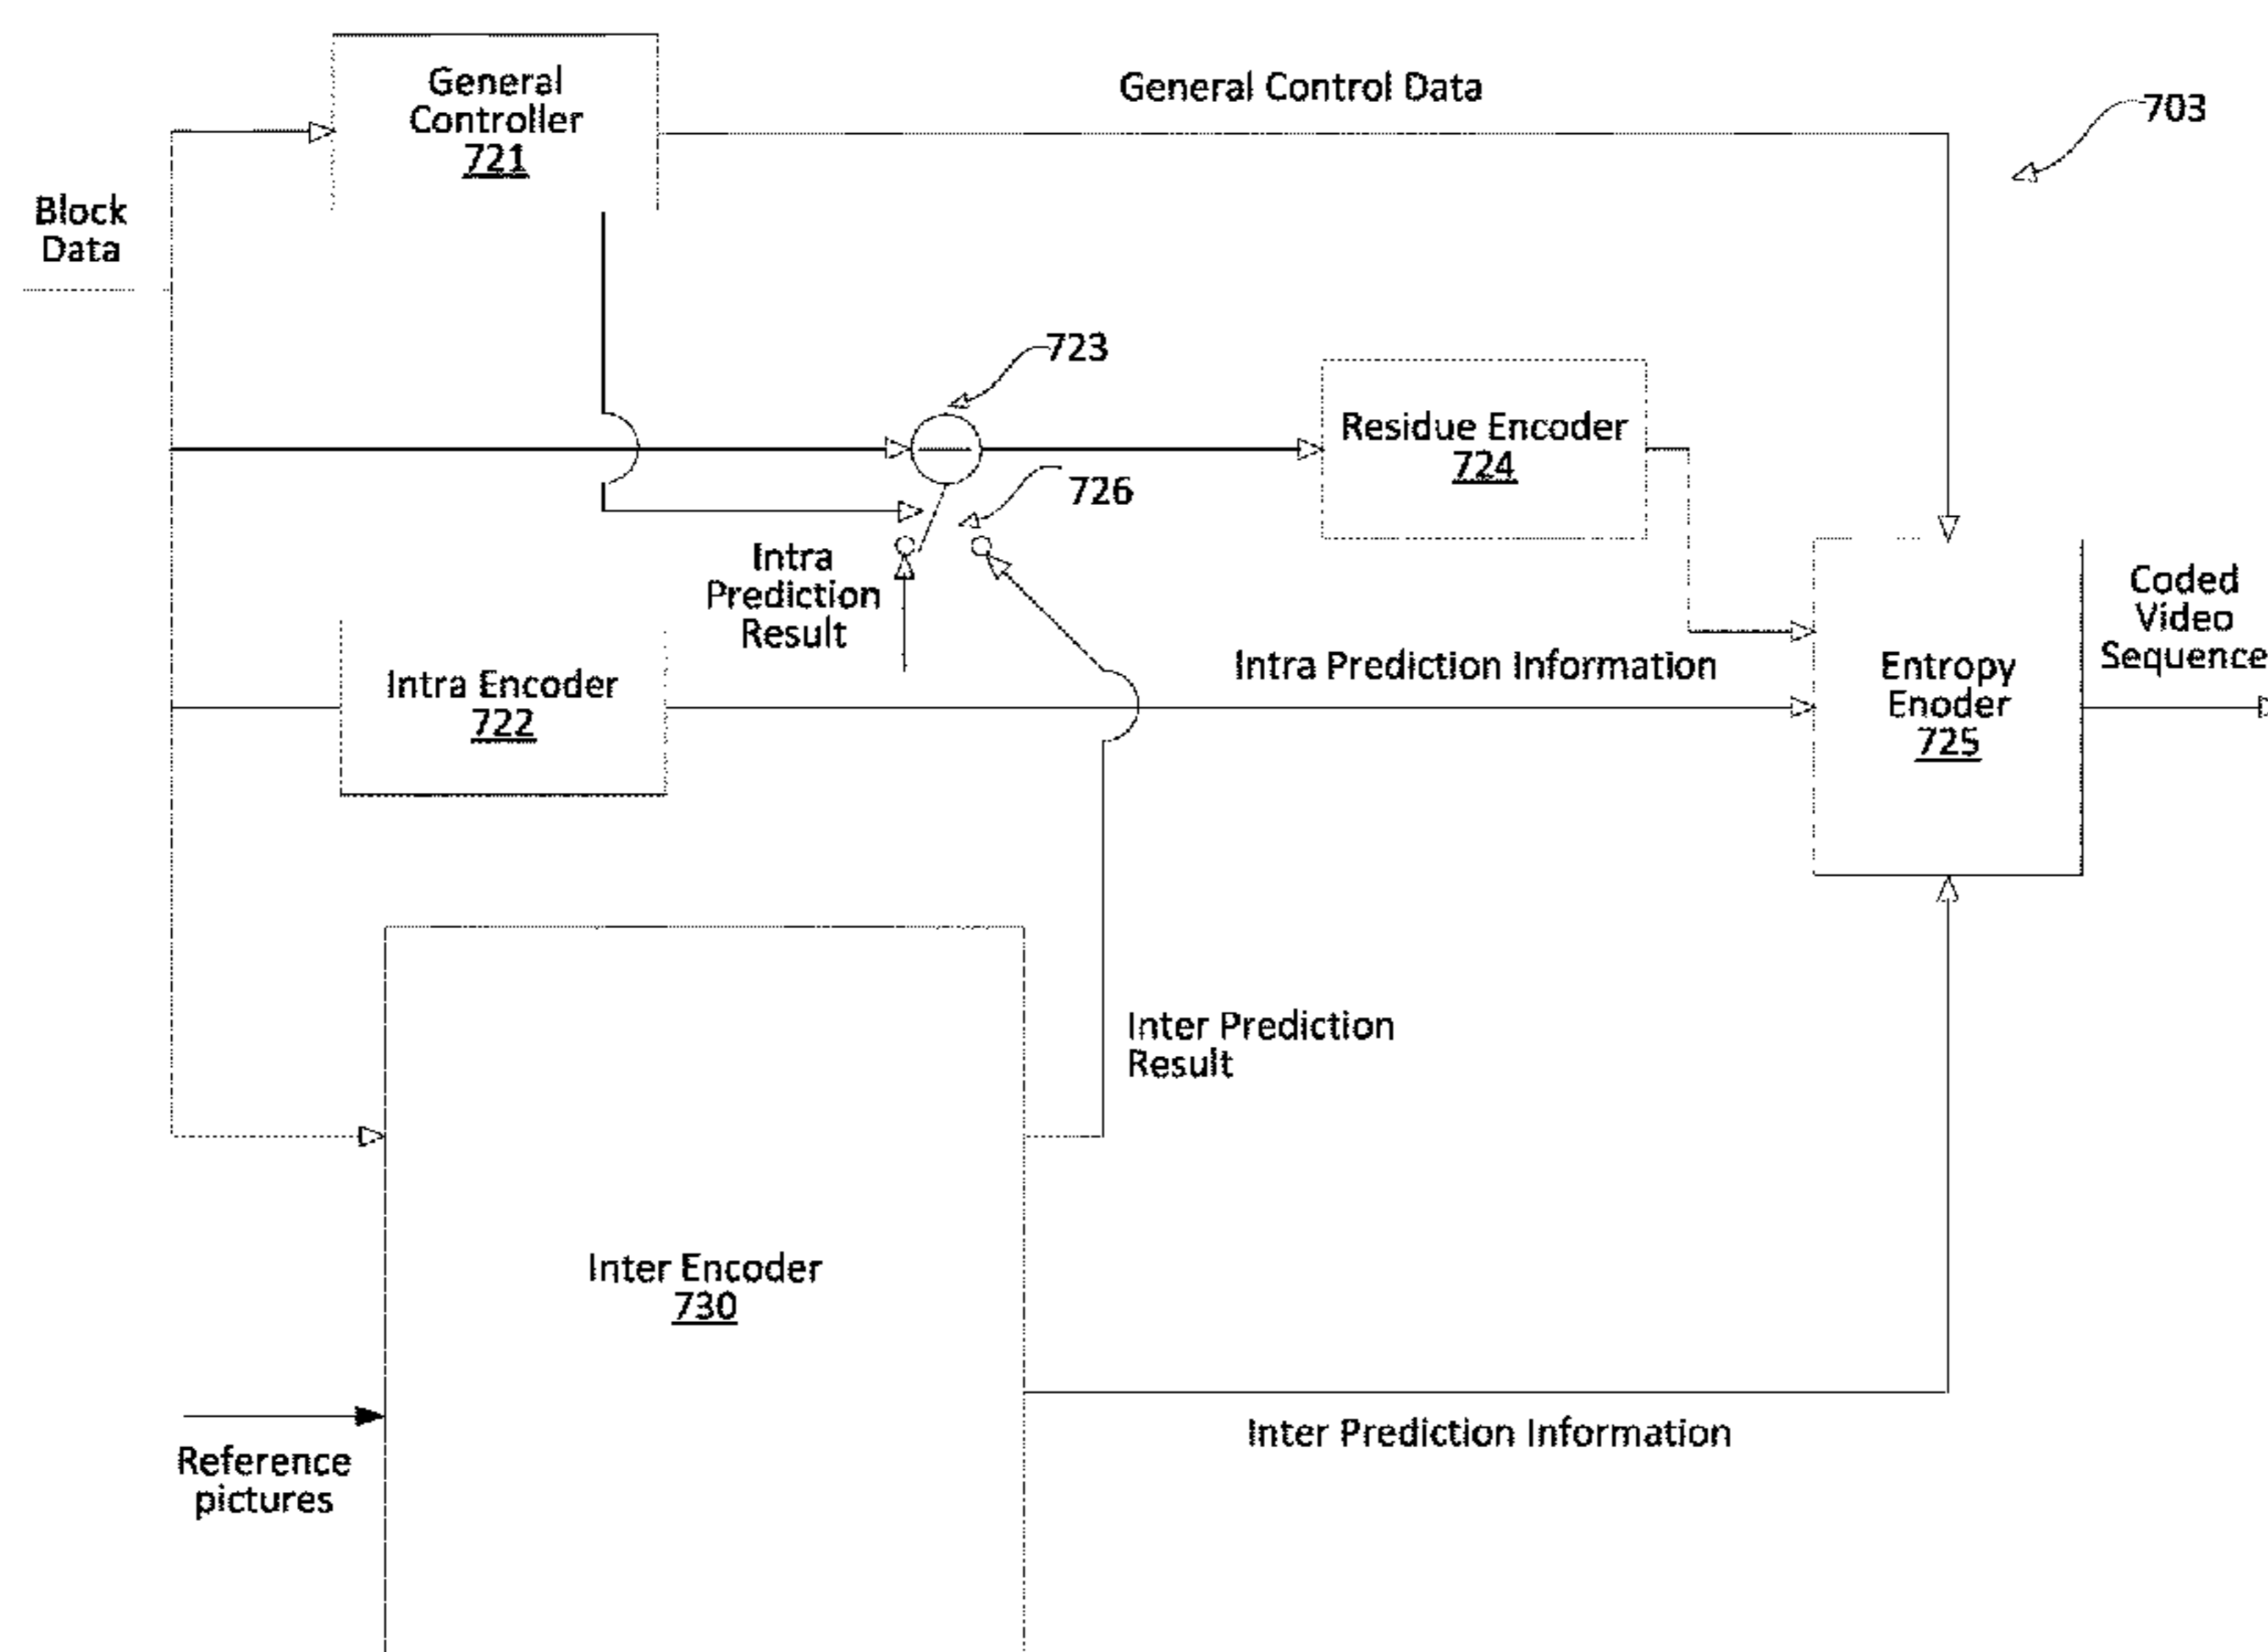 General
Controller
721
General Control Data
703
Block
Data
723
Residue Encoder
724
726
Intra
Prediction
Result
Coded
Video
Sequence
Intra Prediction Information
Entropy
Enoder
725
Intra Encoder
722
Inter Prediction
Result
Inter Encoder
730
Reference
pictures
Inter Prediction Information